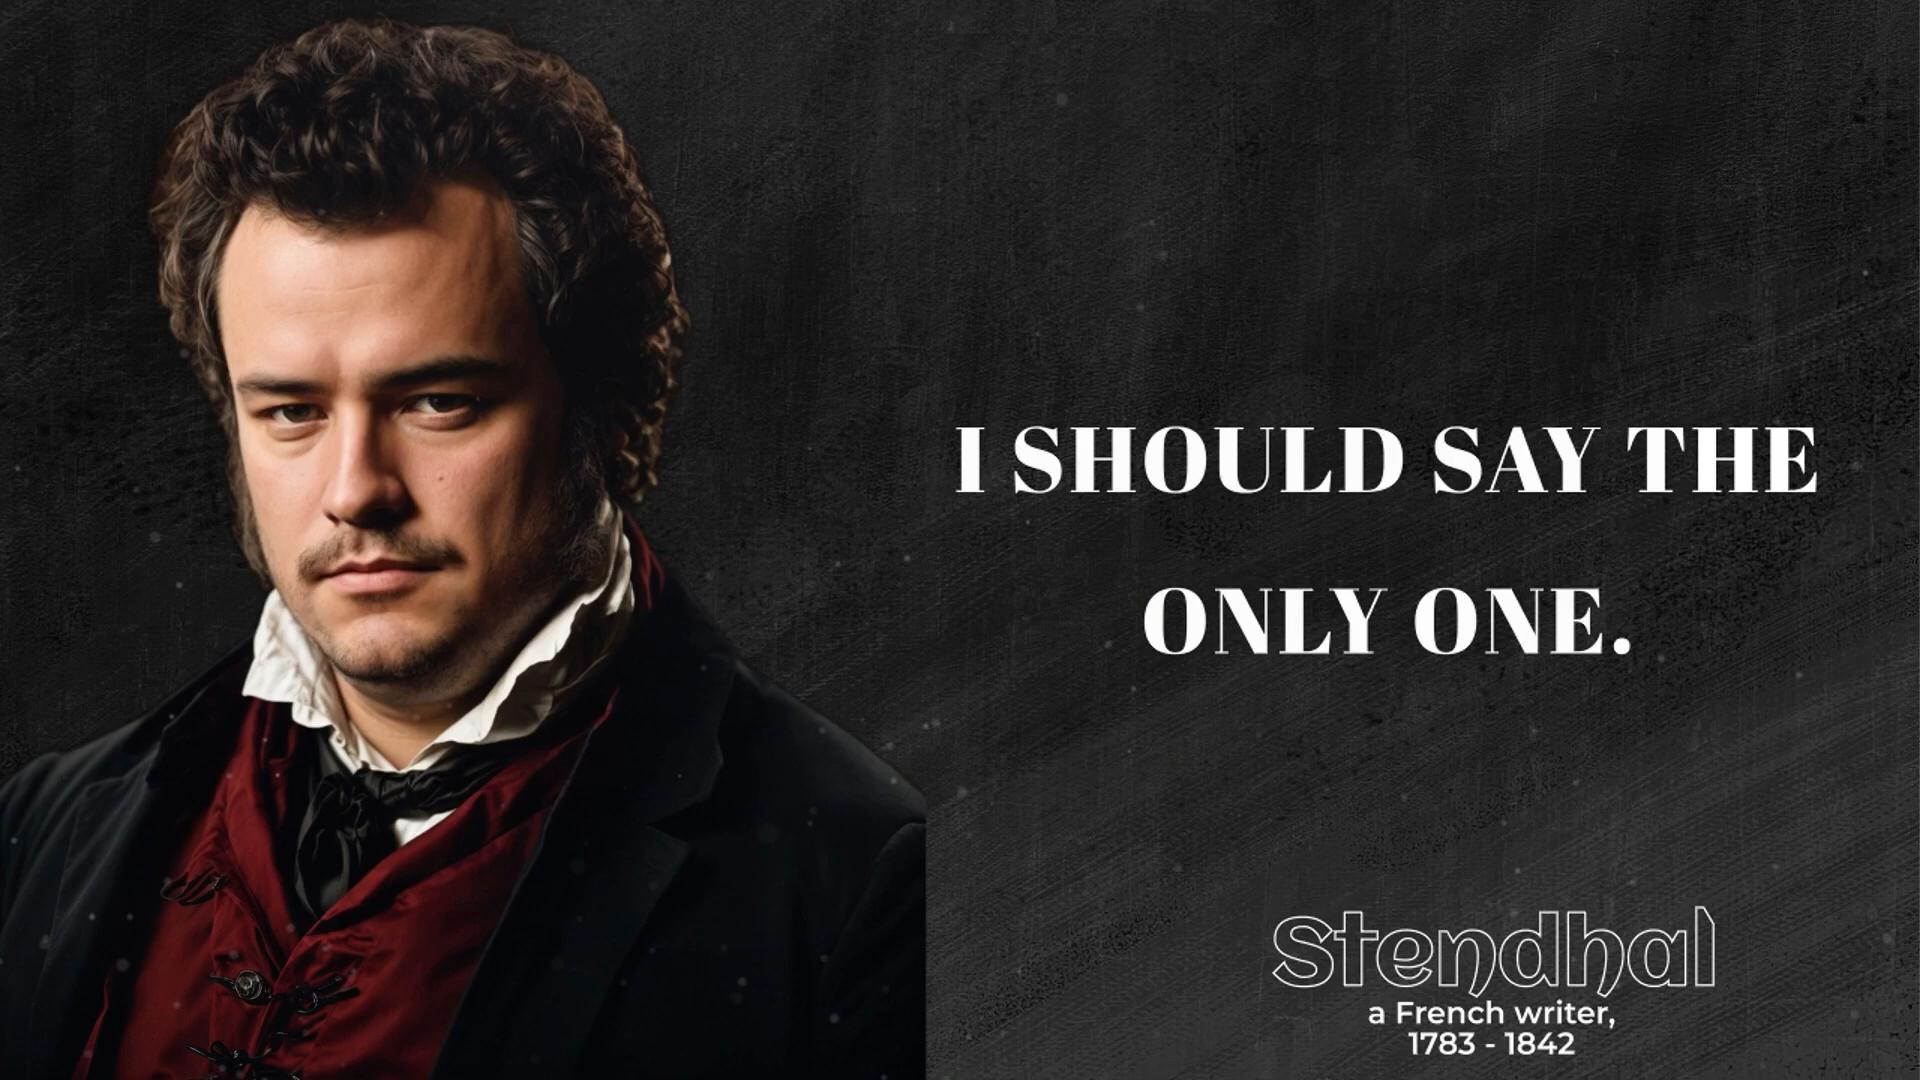 I SHOULD SAY THE
ONLY ONE.
Stendhal
a French writer,
1783 - 1842